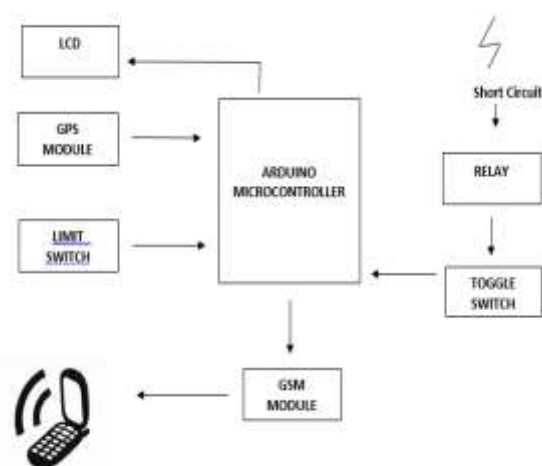 LCD
Short Circuit
GPS
MODULE
ARDUINO
MICROCONTROLLER
RELAY
LIMIT
SWITCH
TOGGLE
SWITCH
GSM
MODULE